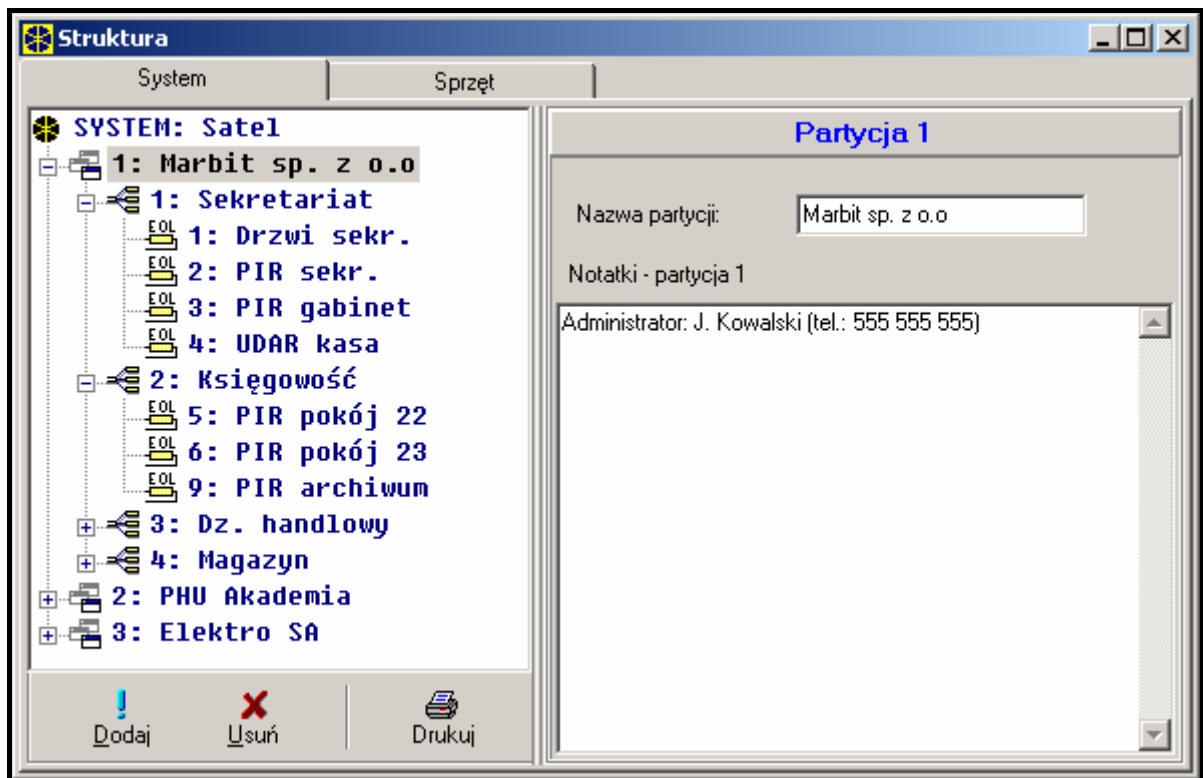 Struktura
System
Sprzęt
SYSTEM: Satel
1: Marbit sp. z o.o
1: Sekretariat
EOL 1: Drzwi sekr.
EOL 2: PIR sekr.
EOL 3: PIR gabinet
EOL 4: UDAR kasa
2: Księgowość
EOL 5: PIR pokój 22
EOL 6: PIR pokój 23
EOL 9: PIR archiwum
3: Dz. handlowy
4: Magazyn
2: PHU Akademia
3: Elektro SA
Dodaj
Usuń
Drukuj
Partycja 1
Nazwa partycji: Marbit sp. z o.o
Notatki - partycja 1
Administrator: J. Kowalski (tel.: 555 555 555)